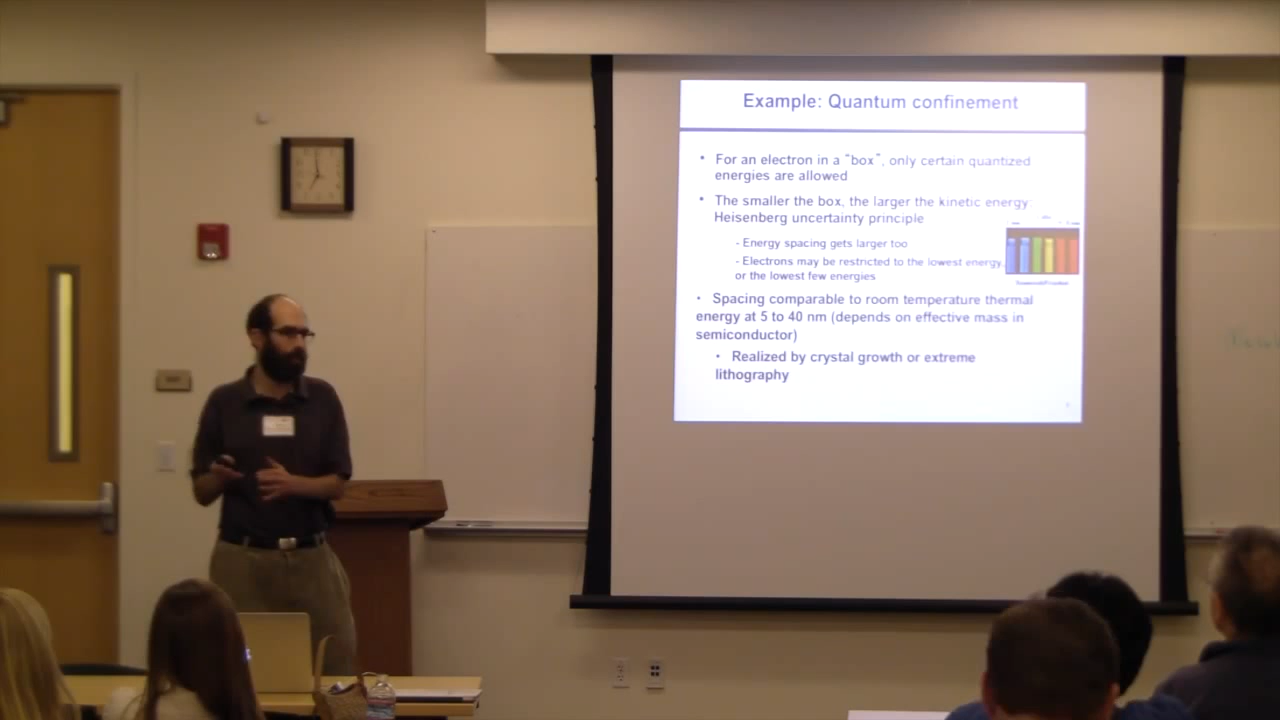 Example: Quantum confinement
• For an electron in a "box", only certain quantized
energies are allowed
• The smaller the box, the larger the kinetic energy:
Heisenberg uncertainty principle
- Energy spacing gets larger too
- Electrons may be restricted to the lowest energy,
or the lowest few energies
• Spacing comparable to room temperature thermal
energy at 5 to 40 nm (depends on effective mass in
semiconductor)
• Realized by crystal growth or extreme
lithography